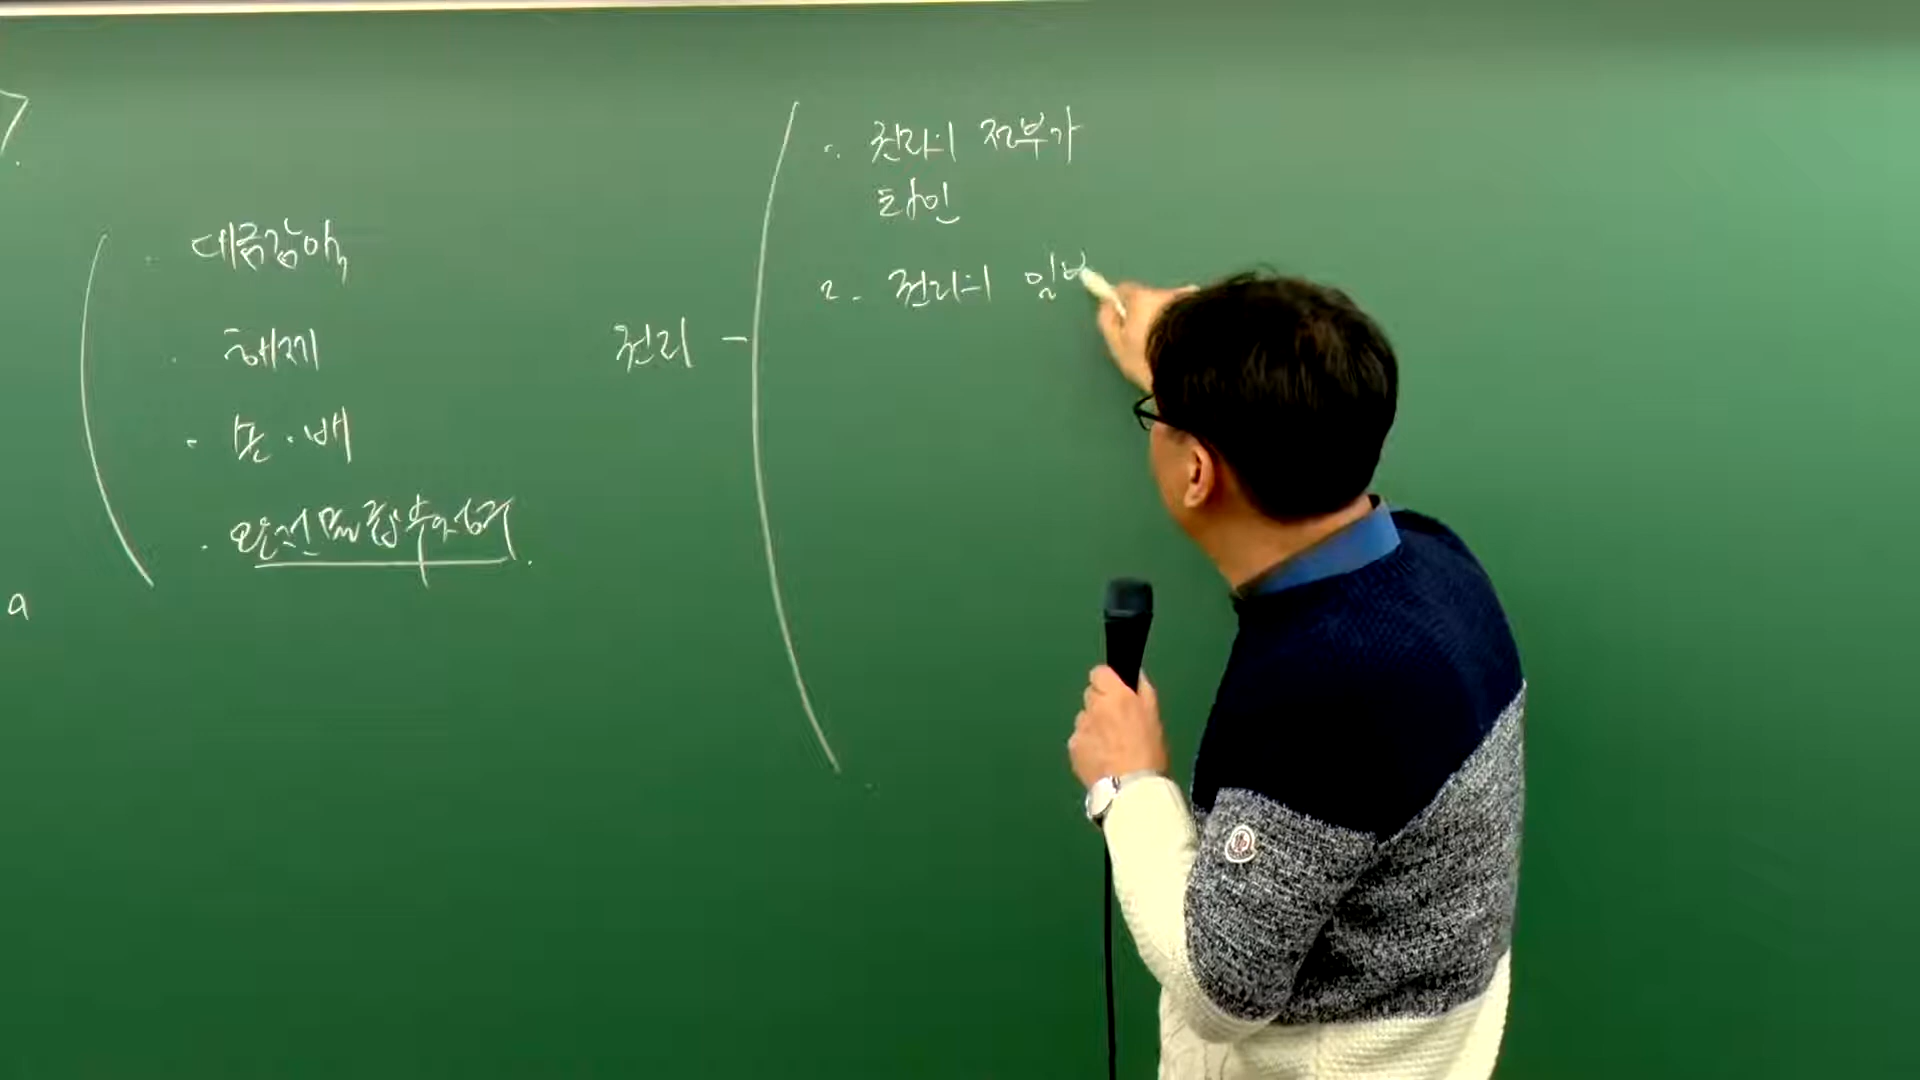 7.
대금감액
해제
손·배
완전물급부청구
a
권리 -
1. 권리의 전부가
타인
2. 권리의 일부